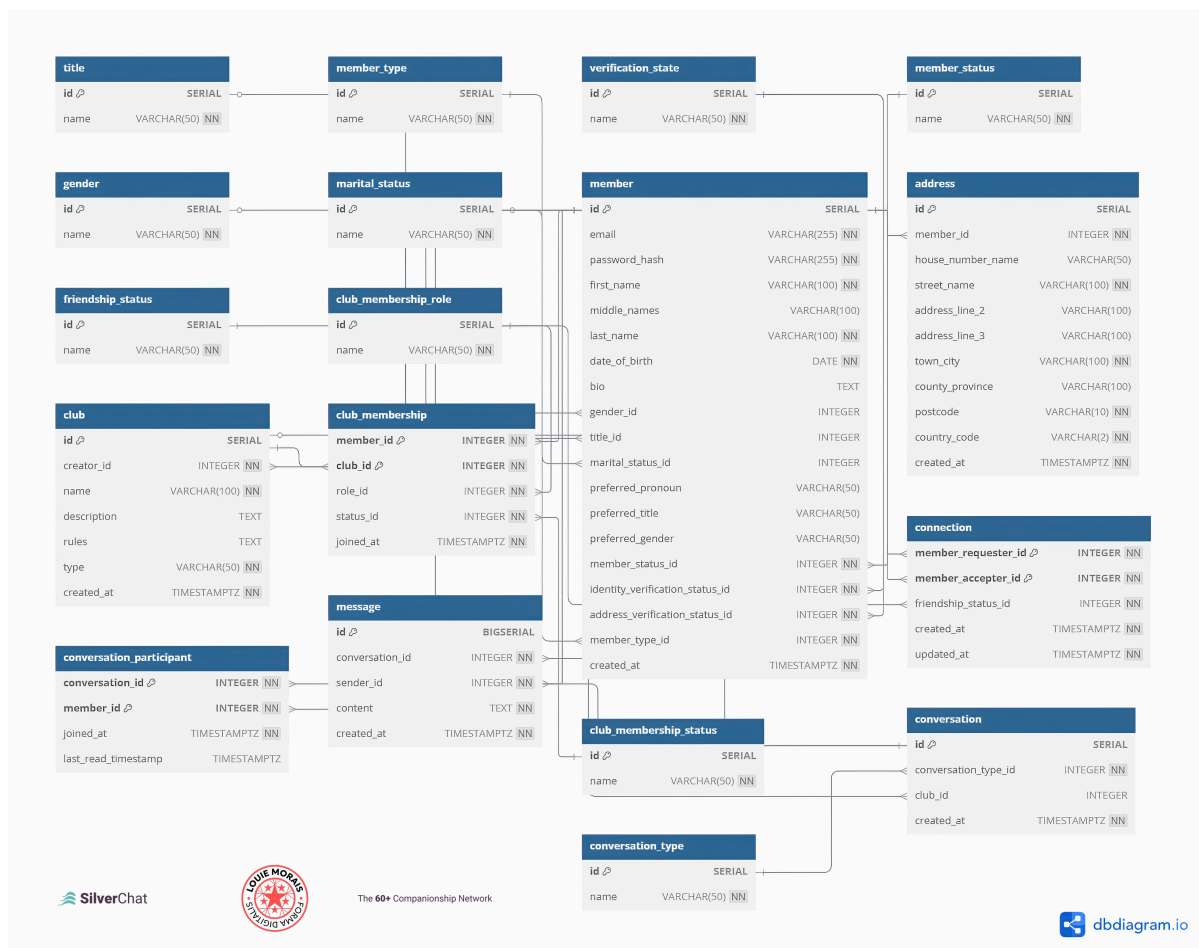 title
id SERIAL
name VARCHAR(50) NN
member_type
id SERIAL
name VARCHAR(50) NN
verification_state
id SERIAL
name VARCHAR(50) NN
member_status
id SERIAL
name VARCHAR(50) NN
gender
id SERIAL
name VARCHAR(50) NN
marital_status
id SERIAL
name VARCHAR(50) NN
member
id SERIAL
email VARCHAR(255) NN
password_hash VARCHAR(255) NN
first_name VARCHAR(100) NN
middle_names VARCHAR(100)
last_name VARCHAR(100) NN
date_of_birth DATE NN
bio TEXT
gender_id INTEGER
title_id INTEGER
marital_status_id INTEGER
preferred_pronoun VARCHAR(50)
preferred_title VARCHAR(50)
preferred_gender VARCHAR(50)
member_status_id INTEGER NN
identity_verification_status_id INTEGER NN
address_verification_status_id INTEGER NN
member_type_id INTEGER NN
created_at TIMESTAMPTZ NN
address
id SERIAL
member_id INTEGER NN
house_number_name VARCHAR(50)
street_name VARCHAR(100) NN
address_line_2 VARCHAR(100)
address_line_3 VARCHAR(100)
town_city VARCHAR(100) NN
county_province VARCHAR(100)
postcode VARCHAR(10) NN
country_code VARCHAR(2) NN
created_at TIMESTAMPTZ NN
friendship_status
id SERIAL
name VARCHAR(50) NN
club_membership_role
id SERIAL
name VARCHAR(50) NN
club
id SERIAL
creator_id INTEGER NN
name VARCHAR(100) NN
description TEXT
rules TEXT
type VARCHAR(50) NN
created_at TIMESTAMPTZ NN
club_membership
member_id INTEGER NN
club_id INTEGER NN
role_id INTEGER NN
status_id INTEGER NN
joined_at TIMESTAMPTZ NN
connection
member_requester_id INTEGER NN
member_accepter_id INTEGER NN
friendship_status_id INTEGER NN
created_at TIMESTAMPTZ NN
updated_at TIMESTAMPTZ NN
message
id BIGSERIAL
conversation_id INTEGER NN
sender_id INTEGER NN
content TEXT NN
created_at TIMESTAMPTZ NN
conversation_participant
conversation_id INTEGER NN
member_id INTEGER NN
joined_at TIMESTAMPTZ NN
last_read_timestamp TIMESTAMPTZ
club_membership_status
id SERIAL
name VARCHAR(50) NN
conversation
id SERIAL
conversation_type_id INTEGER NN
club_id INTEGER
created_at TIMESTAMPTZ NN
conversation_type
id SERIAL
name VARCHAR(50) NN
SilverChat
LOUIE MORAIS
FORMA DIGITALIS
The 60+ Companionship Network
dbdiagram.io